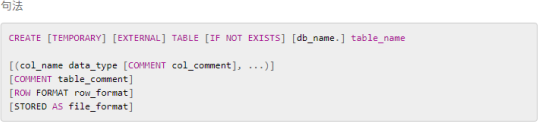 句法
CREATE [TEMPORARY] [EXTERNAL] TABLE [IF NOT EXISTS] [db_name.] table_name
[(col_name data_type [COMMENT col_comment], ...)]
[COMMENT table_comment]
[ROW FORMAT row_format]
[STORED AS file_format]